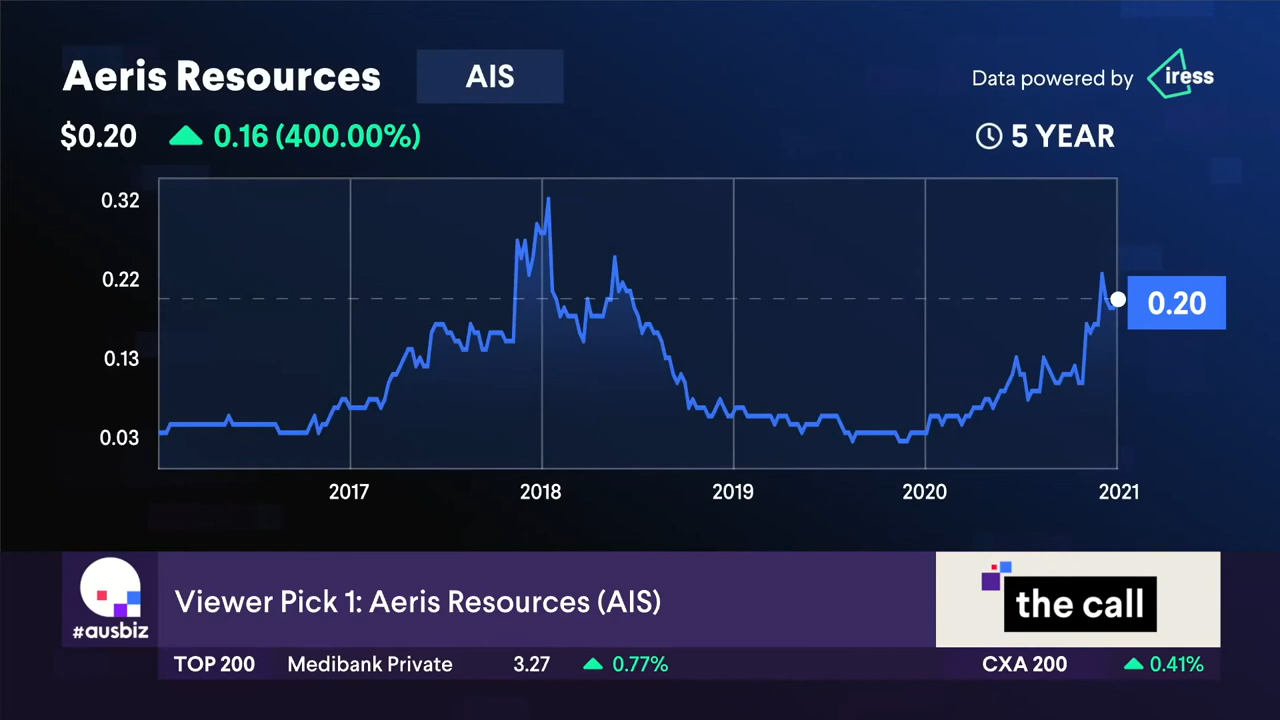 Aeris Resources AIS
Data powered by iress
$0.20 0.16 (400.00%)
5 YEAR
0.32
0.22
0.13
0.03
0.20
2017 2018 2019 2020 2021
#ausbiz
Viewer Pick 1: Aeris Resources (AIS)
the call
TOP 200 Medibank Private 3.27 0.77% CXA 200 0.41%